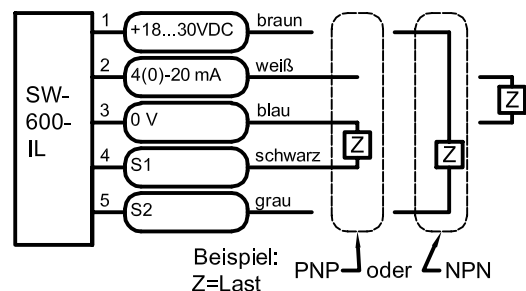 SW-
600-
IL
1 +18...30VDC braun
2 4(0)-20 mA weiß
3 0 V blau
4 S1 schwarz
5 S2 grau
Z
Z
Z
Beispiel:
Z=Last
PNP oder NPN